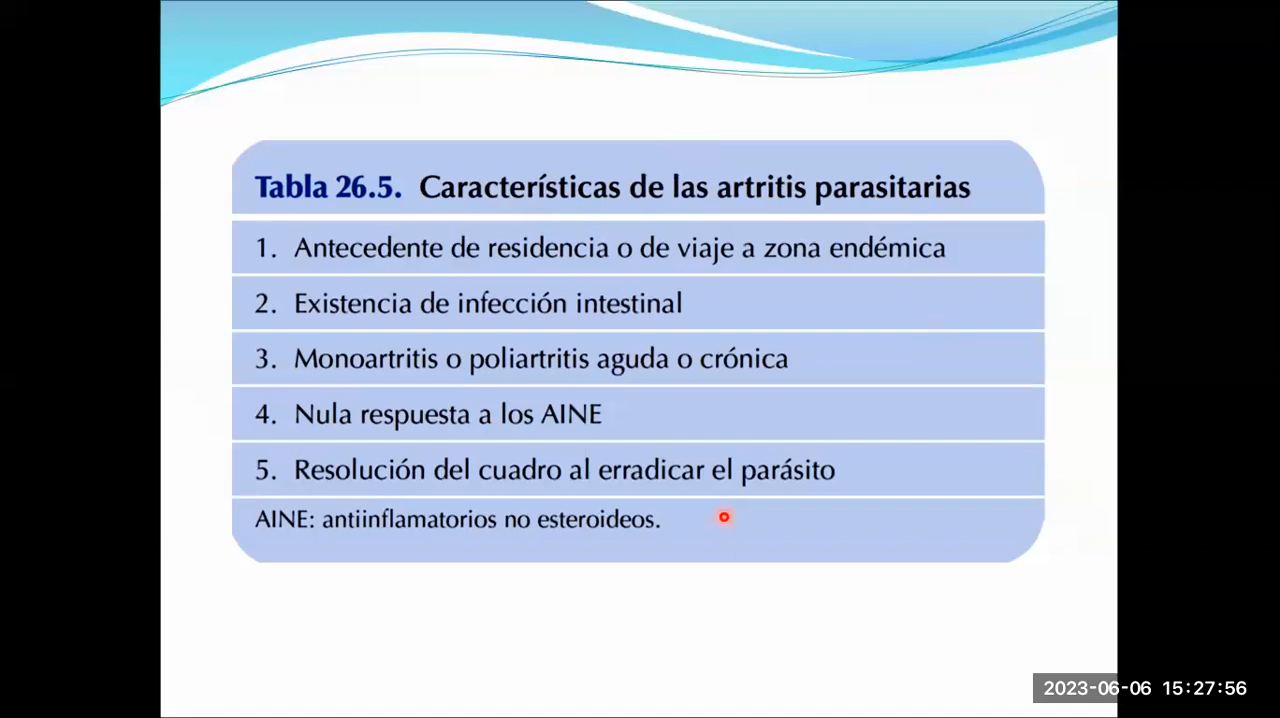 Tabla 26.5. Características de las artritis parasitarias
1. Antecedente de residencia o de viaje a zona endémica
2. Existencia de infección intestinal
3. Monoartritis o poliartritis aguda o crónica
4. Nula respuesta a los AINE
5. Resolución del cuadro al erradicar el parásito
AINE: antiinflamatorios no esteroideos.
2023-06-06 15:27:56